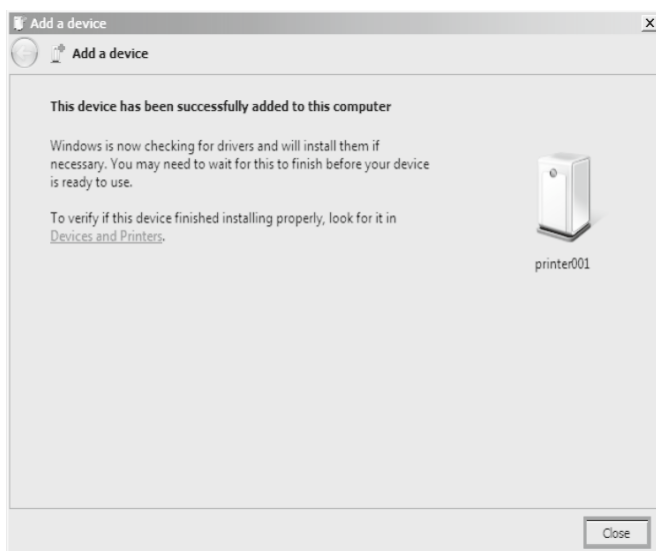 Add a device
Add a device
This device has been successfully added to this computer
Windows is now checking for drivers and will install them if
necessary. You may need to wait for this to finish before your device
is ready to use.
To verify if this device finished installing properly, look for it in
Devices and Printers.
printer001
Close